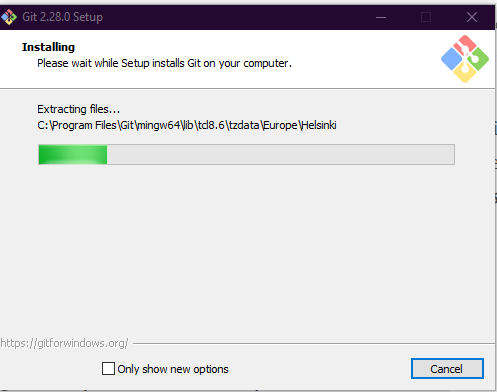 Git 2.28.0 Setup
Installing
Please wait while Setup installs Git on your computer.
Extracting files...
C:\Program Files\Git\mingw64\lib\tcl8.6\tzdata\Europe\Helsinki
https://gitforwindows.org/
Only show new options
Cancel